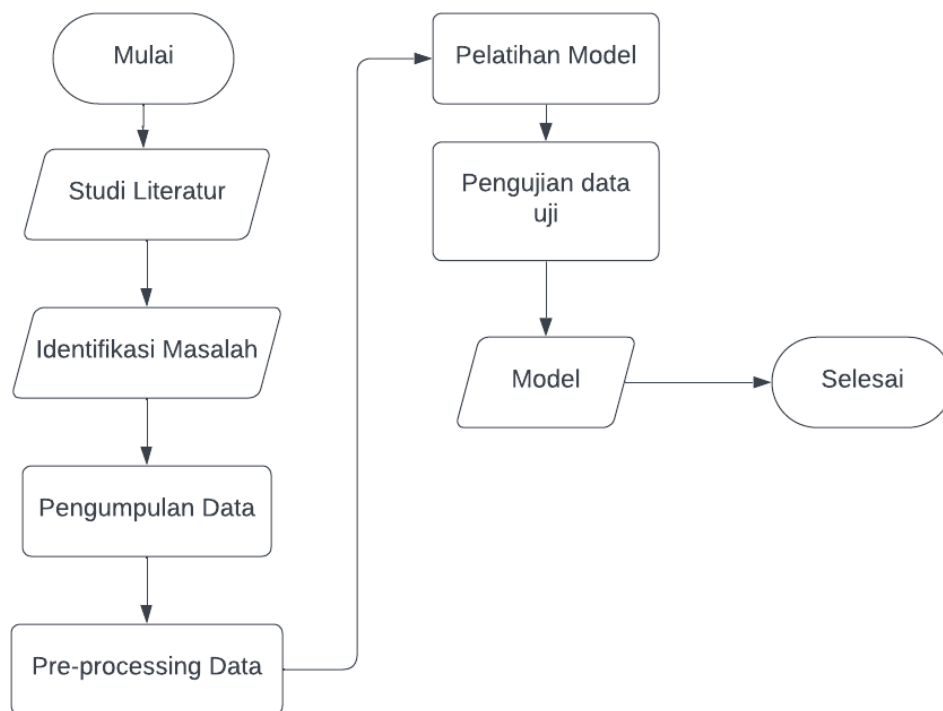 Mulai
Studi Literatur
Identifikasi Masalah
Pengumpulan Data
Pre-processing Data
Pelatihan Model
Pengujian data
uji
Model
Selesai